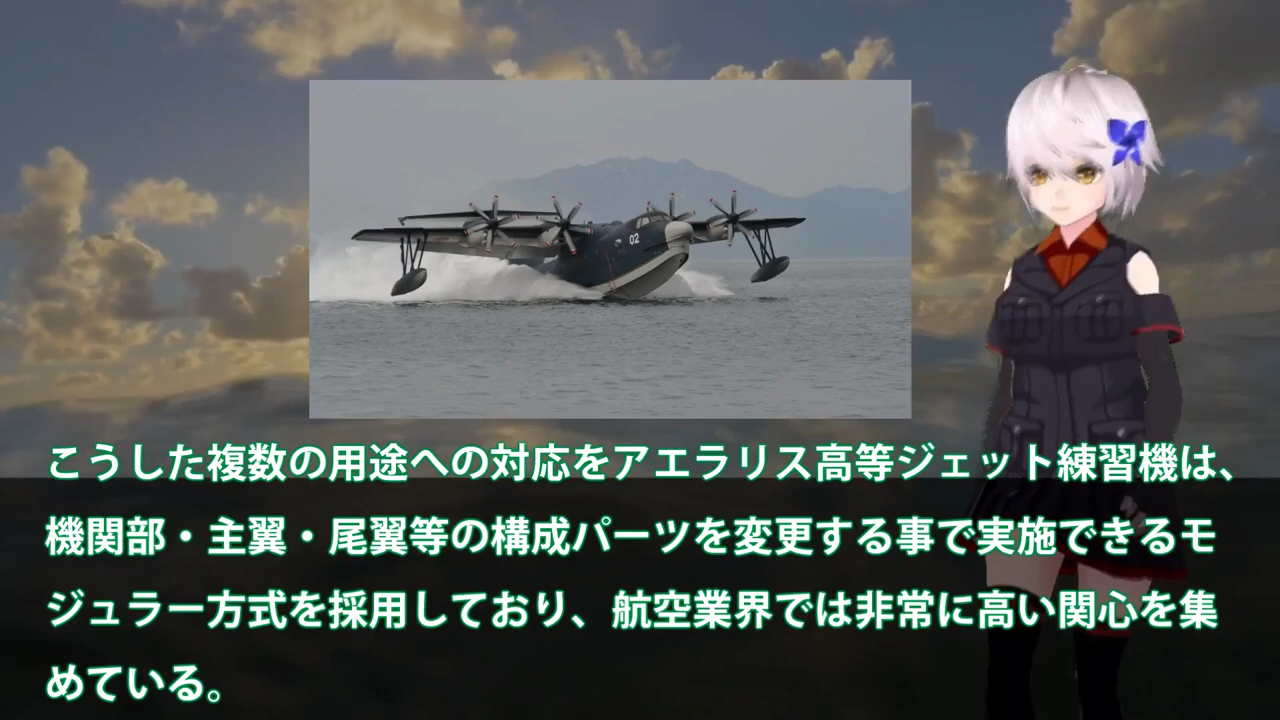 02
こうした複数の用途への対応をアエラリス高等ジェット練習機は、
機関部・主翼・尾翼等の構成パーツを変更する事で実施できるモ
ジュラー方式を採用しており、航空業界では非常に高い関心を集
めている。